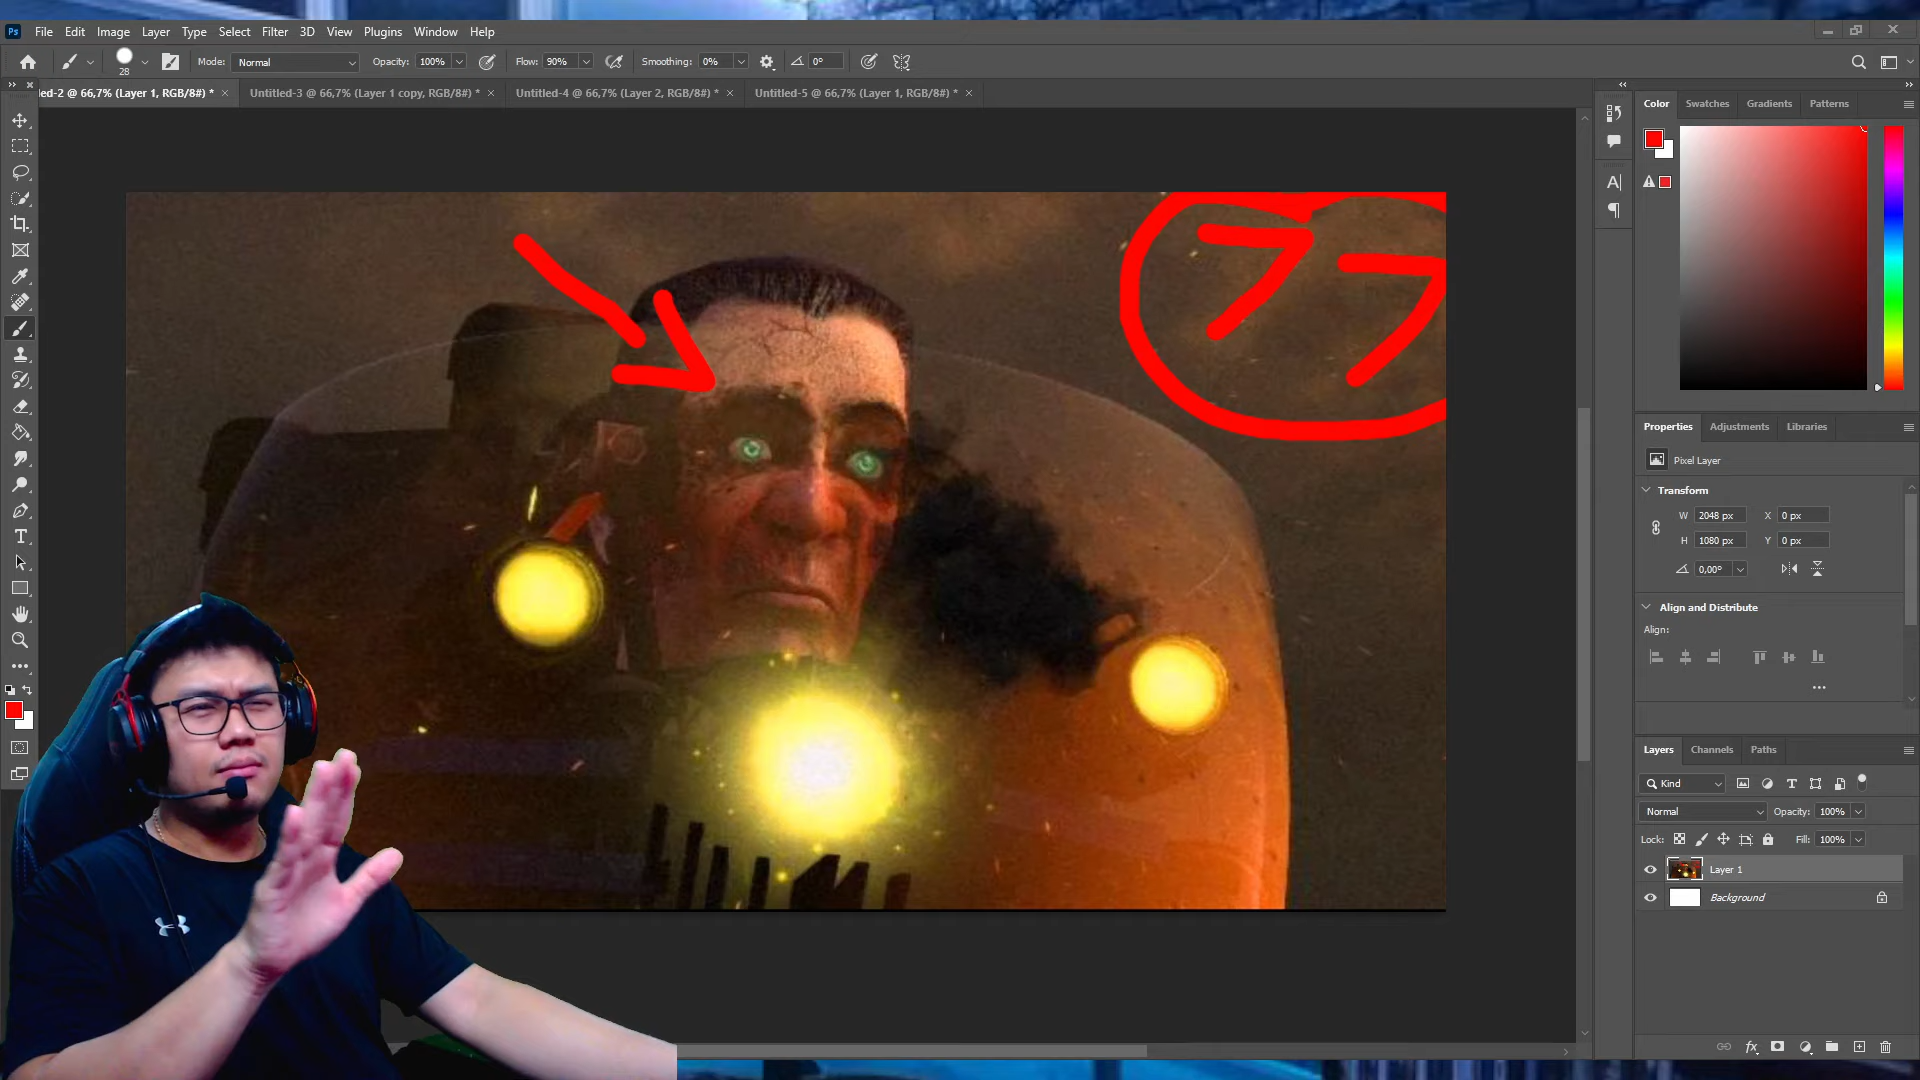 Ps File Edit Image Layer Type Select Filter 3D View Plugins Window Help
28 Mode: Normal Opacity: 100% Flow: 90% Smoothing: 0% 0°
ed-2 @ 66,7% (Layer 1, RGB/8#) * Untitled-3 @ 66,7% (Layer 1 copy, RGB/8#) * Untitled-4 @ 66,7% (Layer 2, RGB/8#) * Untitled-5 @ 66,7% (Layer 1, RGB/8#) *
Color Swatches Gradients Patterns
77
Properties Adjustments Libraries
Pixel Layer
Transform
W 2048 px X 0 px
H 1080 px Y 0 px
0,00°
Align and Distribute
Align:
Layers Channels Paths
Kind
Normal Opacity: 100%
Lock: Fill: 100%
Layer 1
Background
fx